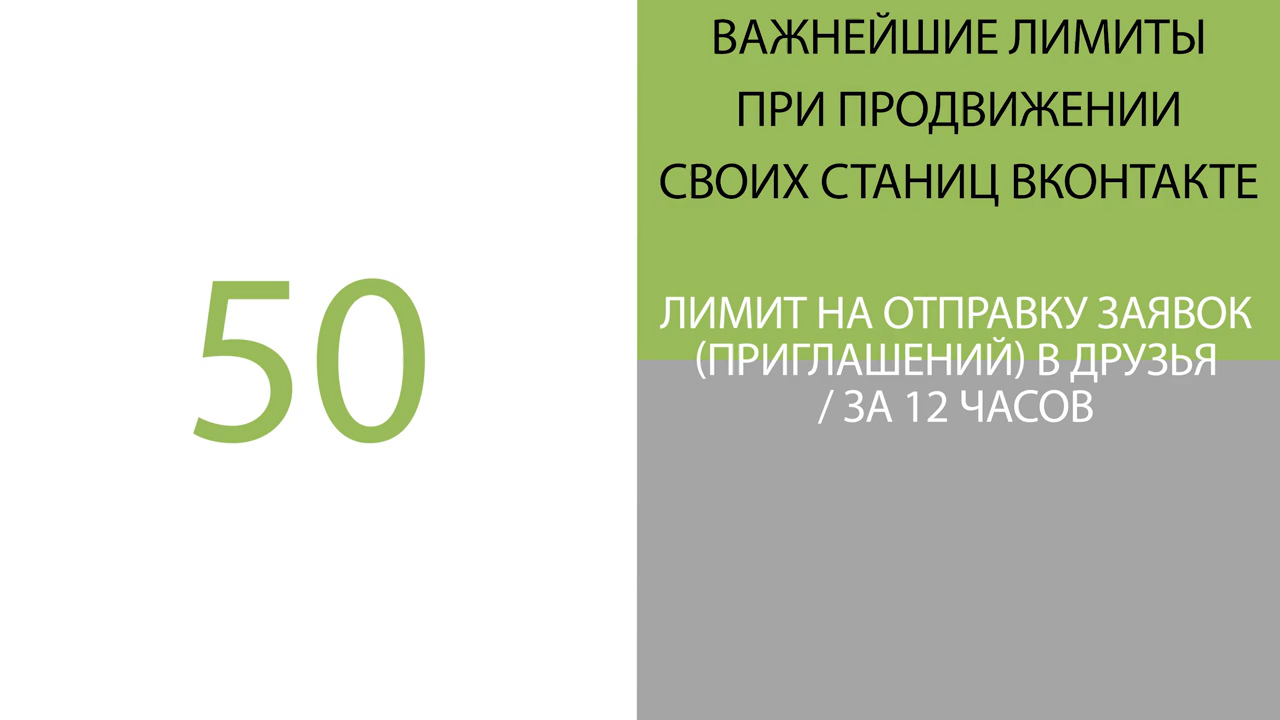 50
ВАЖНЕЙШИЕ ЛИМИТЫ
ПРИ ПРОДВИЖЕНИИ
СВОИХ СТАНИЦ ВКОНТАКТЕ
ЛИМИТ НА ОТПРАВКУ ЗАЯВОК
(ПРИГЛАШЕНИЙ) В ДРУЗЬЯ
/ ЗА 12 ЧАСОВ